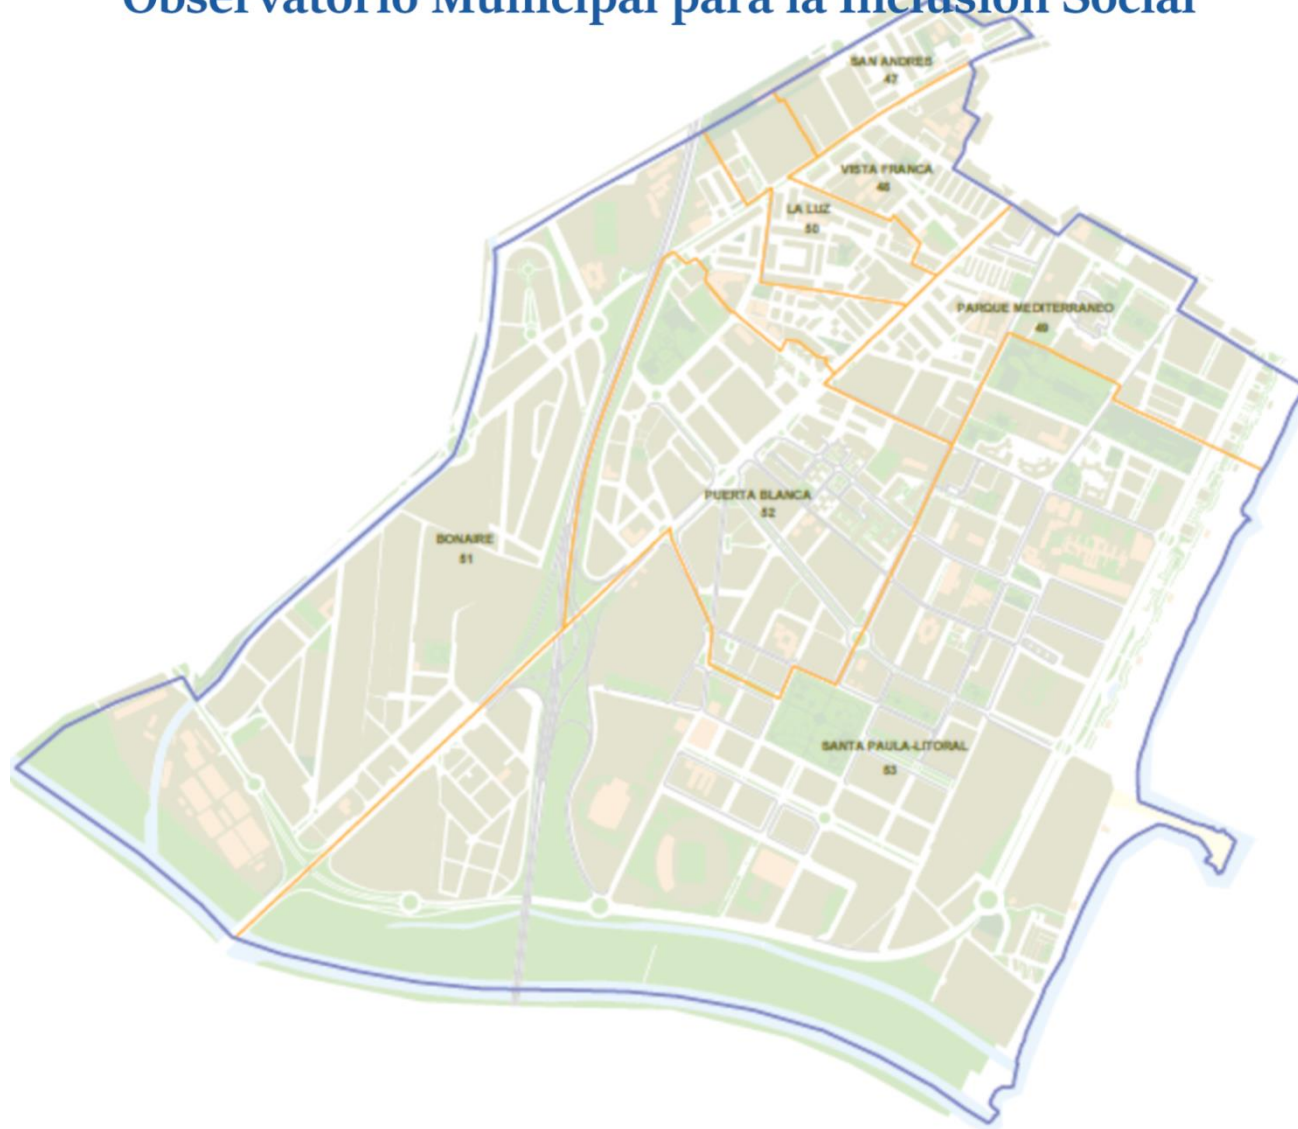 Observatorio Municipal para la Inclusión Social
SAN ANDRES
47
VISTA FRANCA
48
LA LUZ
50
PARQUE MEDITERRANEO
49
PUERTA BLANCA
52
BONAIRE
51
SANTA PAULA-LITORAL
53